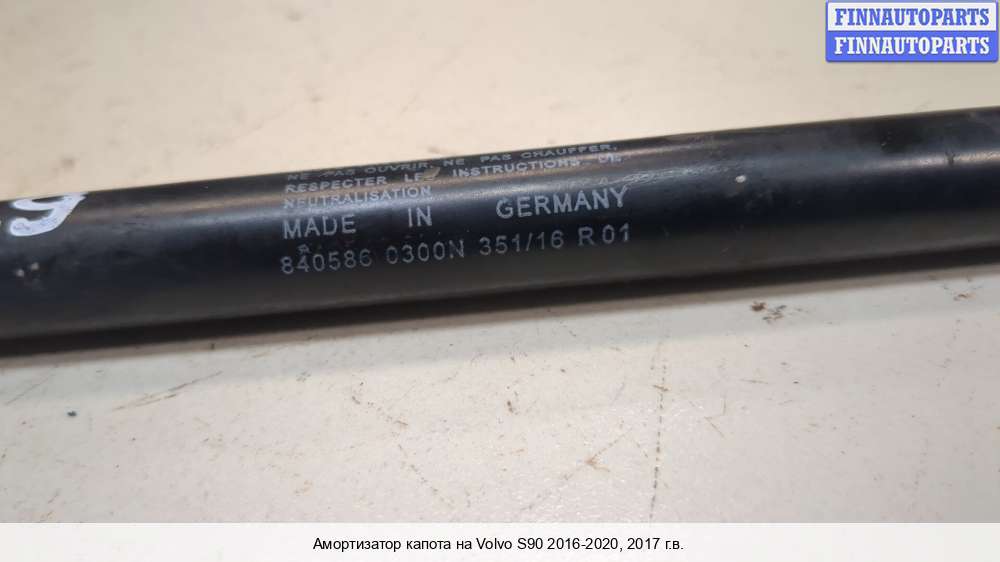 FINNAUTOPARTS
FINNAUTOPARTS
NE PAS OUVRIR, NE PAS CHAUFFER,
RESPECTER LES INSTRUCTIONS DE
NEUTRALISATION
MADE IN GERMANY
840586 0300N 351/16 R01
Амортизатор капота на Volvo S90 2016-2020, 2017 г.в.